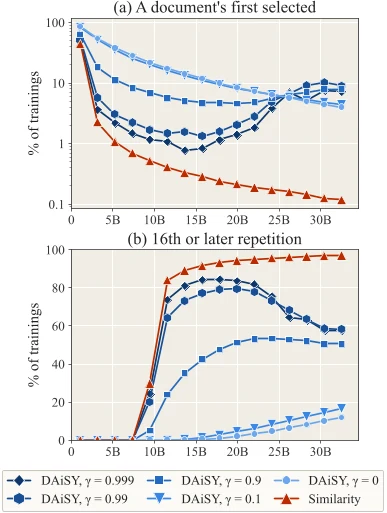 (a) A document's first selected
100
10
1
0.1
% of trainings
0 5B 10B 15B 20B 25B 30B
(b) 16th or later repetition
100
80
60
40
20
0
% of trainings
0 5B 10B 15B 20B 25B 30B
DAiSY, γ = 0.999 DAiSY, γ = 0.9 DAiSY, γ = 0
DAiSY, γ = 0.99 DAiSY, γ = 0.1 Similarity